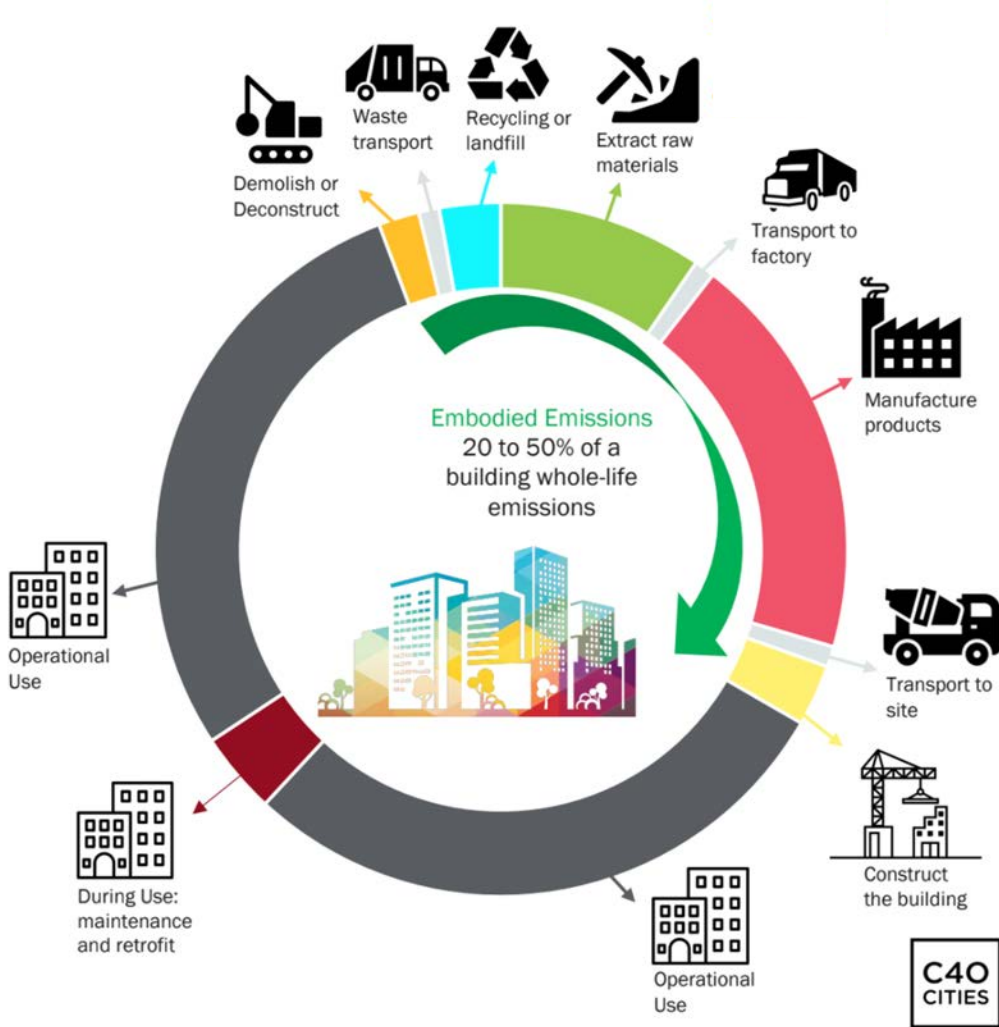 Waste
transport
Recycling or
landfill
Extract raw
materials
Demolish or
Deconstruct
Transport to
factory
Manufacture
products
Embodied Emissions
20 to 50% of a
building whole-life
emissions
Operational
Use
Transport to
site
During Use:
maintenance
and retrofit
Construct
the building
Operational
Use
C40
CITIES